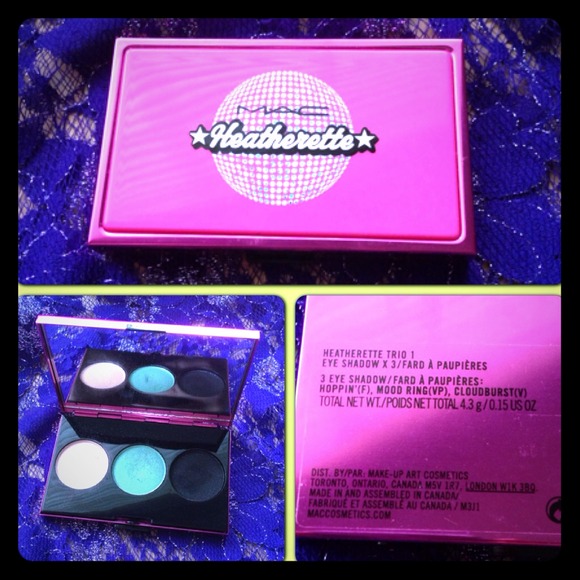 MAC
★Heatherette★
HEATHERETTE TRIO 1
EYE SHADOW X 3/FARD À PAUPIÈRES
3 EYE SHADOW/FARD À PAUPIÈRES:
HOPPIN'(F), MOOD RING(VP), CLOUDBURST(V)
TOTAL NET WT./POIDS NET TOTAL 4.3 g / 0.15 US OZ
DIST. BY/PAR: MAKE-UP ART COSMETICS
TORONTO, ONTARIO, CANADA M5V 1R7, LONDON W1K 3BQ.
MADE IN AND ASSEMBLED IN CANADA/
FABRIQUÉ ET ASSEMBLÉ AU CANADA / M3J1
MACCOSMETICS.COM